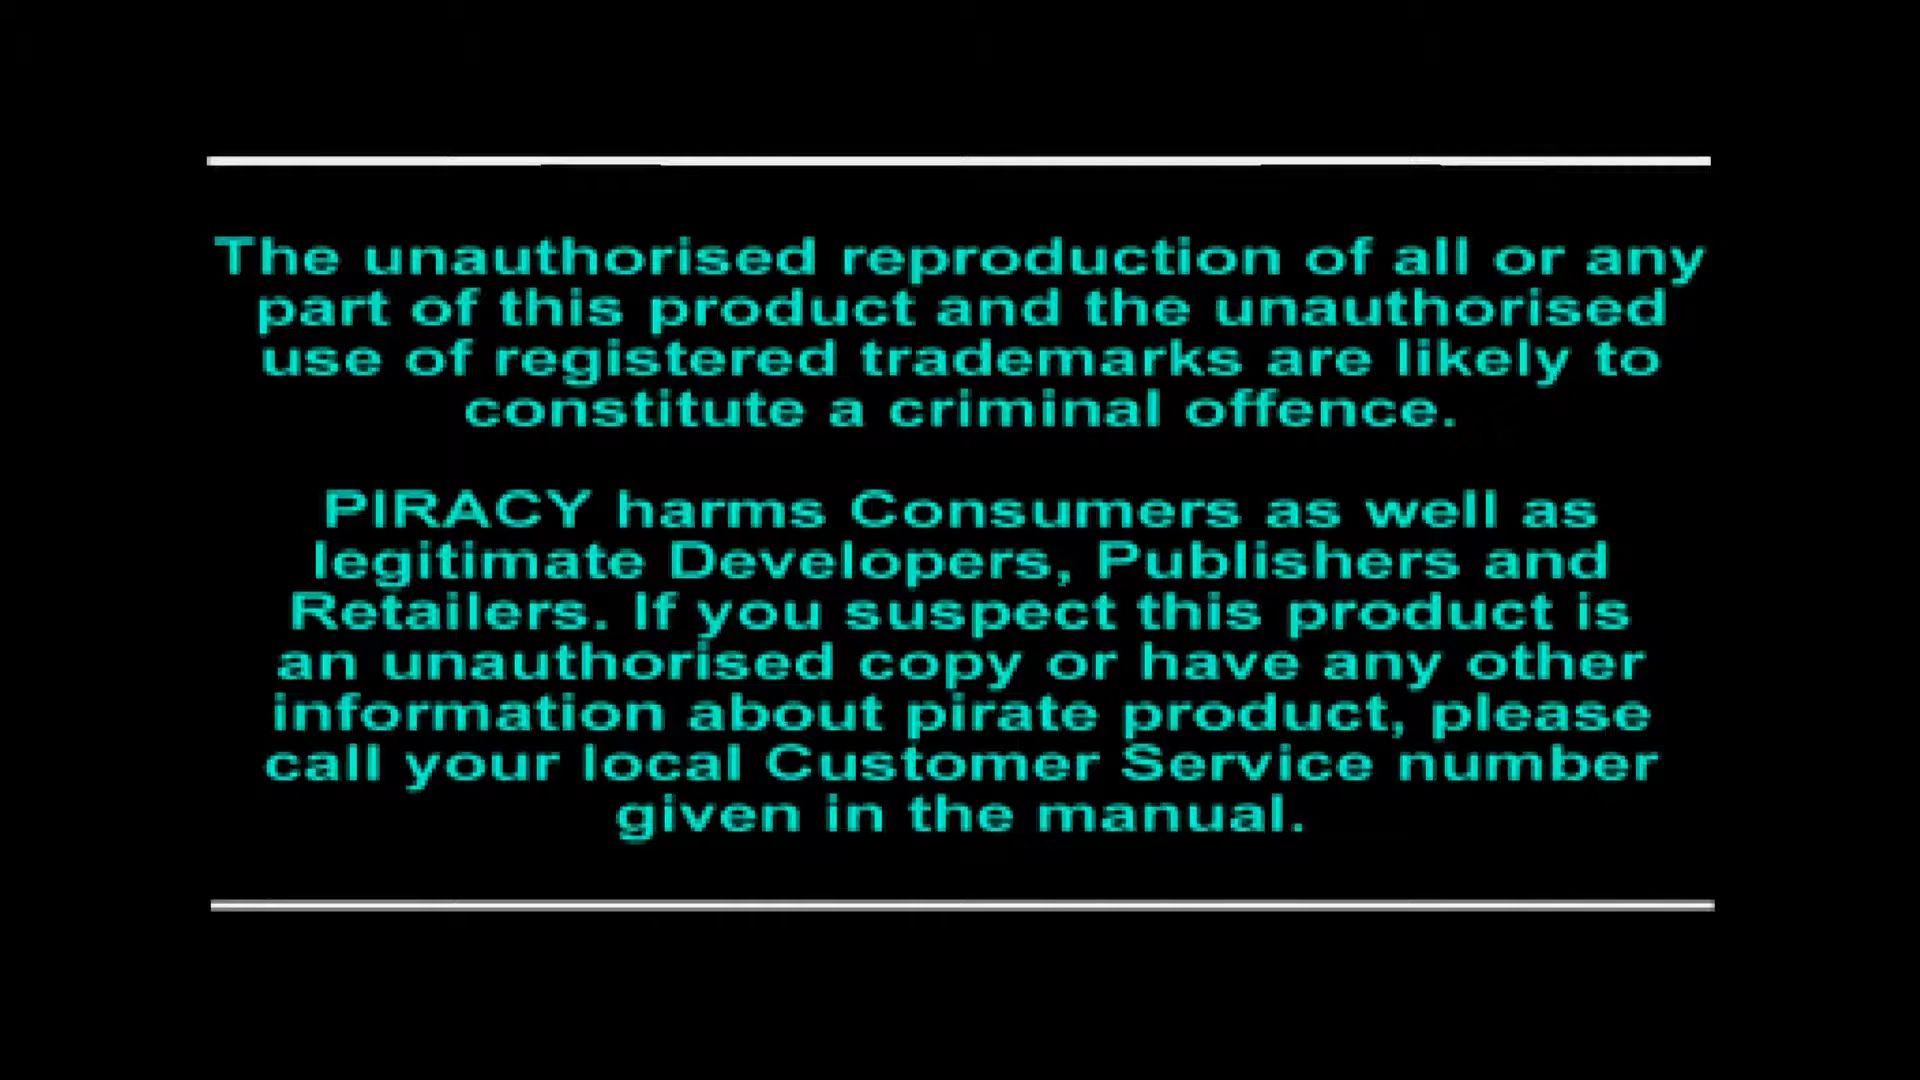 The unauthorised reproduction of all or any
part of this product and the unauthorised
use of registered trademarks are likely to
constitute a criminal offence.
PIRACY harms Consumers as well as
legitimate Developers, Publishers and
Retailers. If you suspect this product is
an unauthorised copy or have any other
information about pirate product, please
call your local Customer Service number
given in the manual.